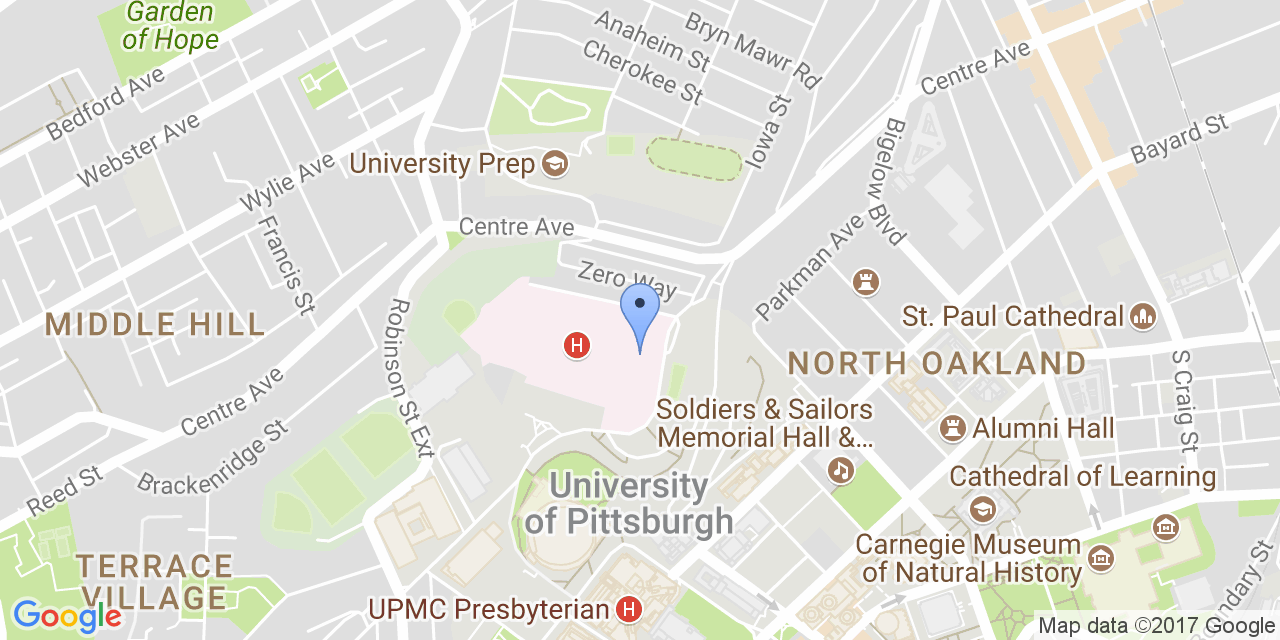 Garden
of Hope
Anaheim St
Bryn Mawr Rd
Cherokee St
Centre Ave
Bedford Ave
Webster Ave
Wylie Ave
University Prep
Iowa St
Bigelow Blvd
Bayard St
Francis St
Centre Ave
Zero Way
Parkman Ave
MIDDLE HILL
Robinson St Ext
H
St. Paul Cathedral
NORTH OAKLAND
S Craig St
Centre Ave
Soldiers & Sailors
Memorial Hall &...
Alumni Hall
Brackenridge St
Reed St
University
of Pittsburgh
Cathedral of Learning
Carnegie Museum
of Natural History
TERRACE
VILLAGE
UPMC Presbyterian
H
Google
Map data ©2017 Google